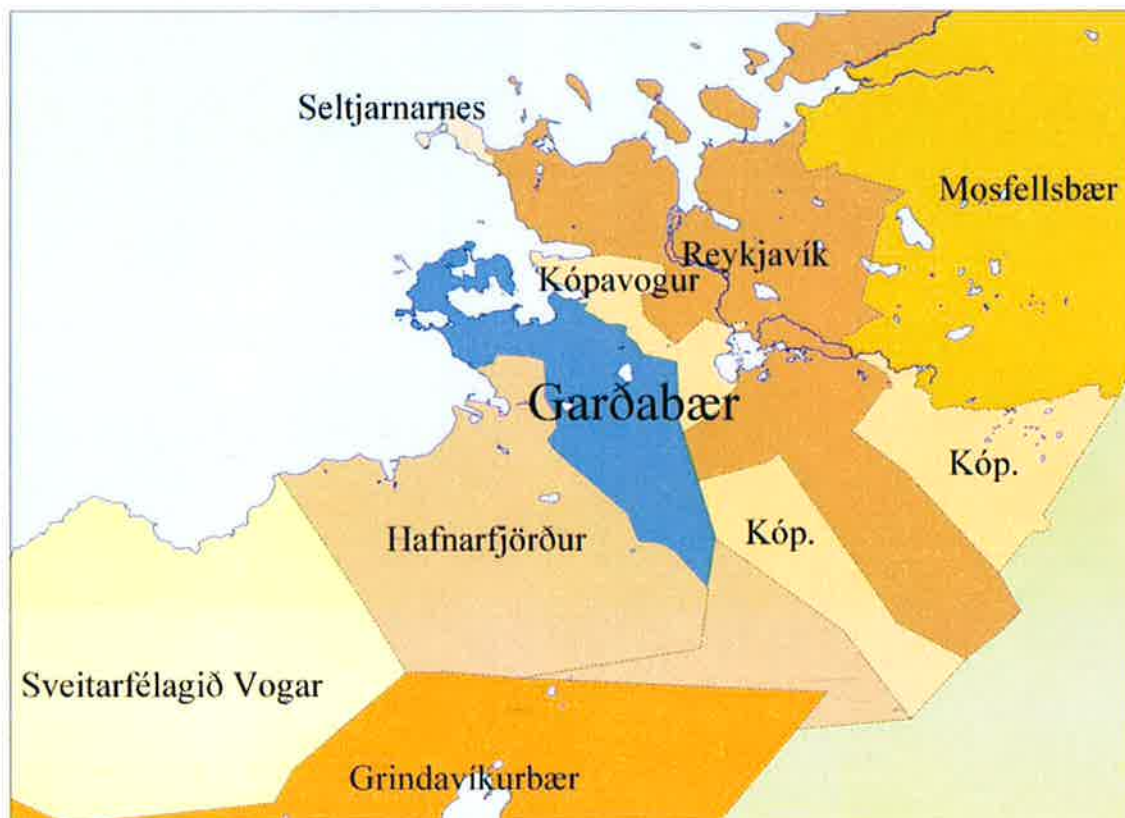 Seltjarnarnes
Mosfellsbær
Reykjavík
Kópavogur
Garðabær
Kóp.
Hafnarfjörður
Kóp.
Sveitarfélagið Vogar
Grindavíkurbær